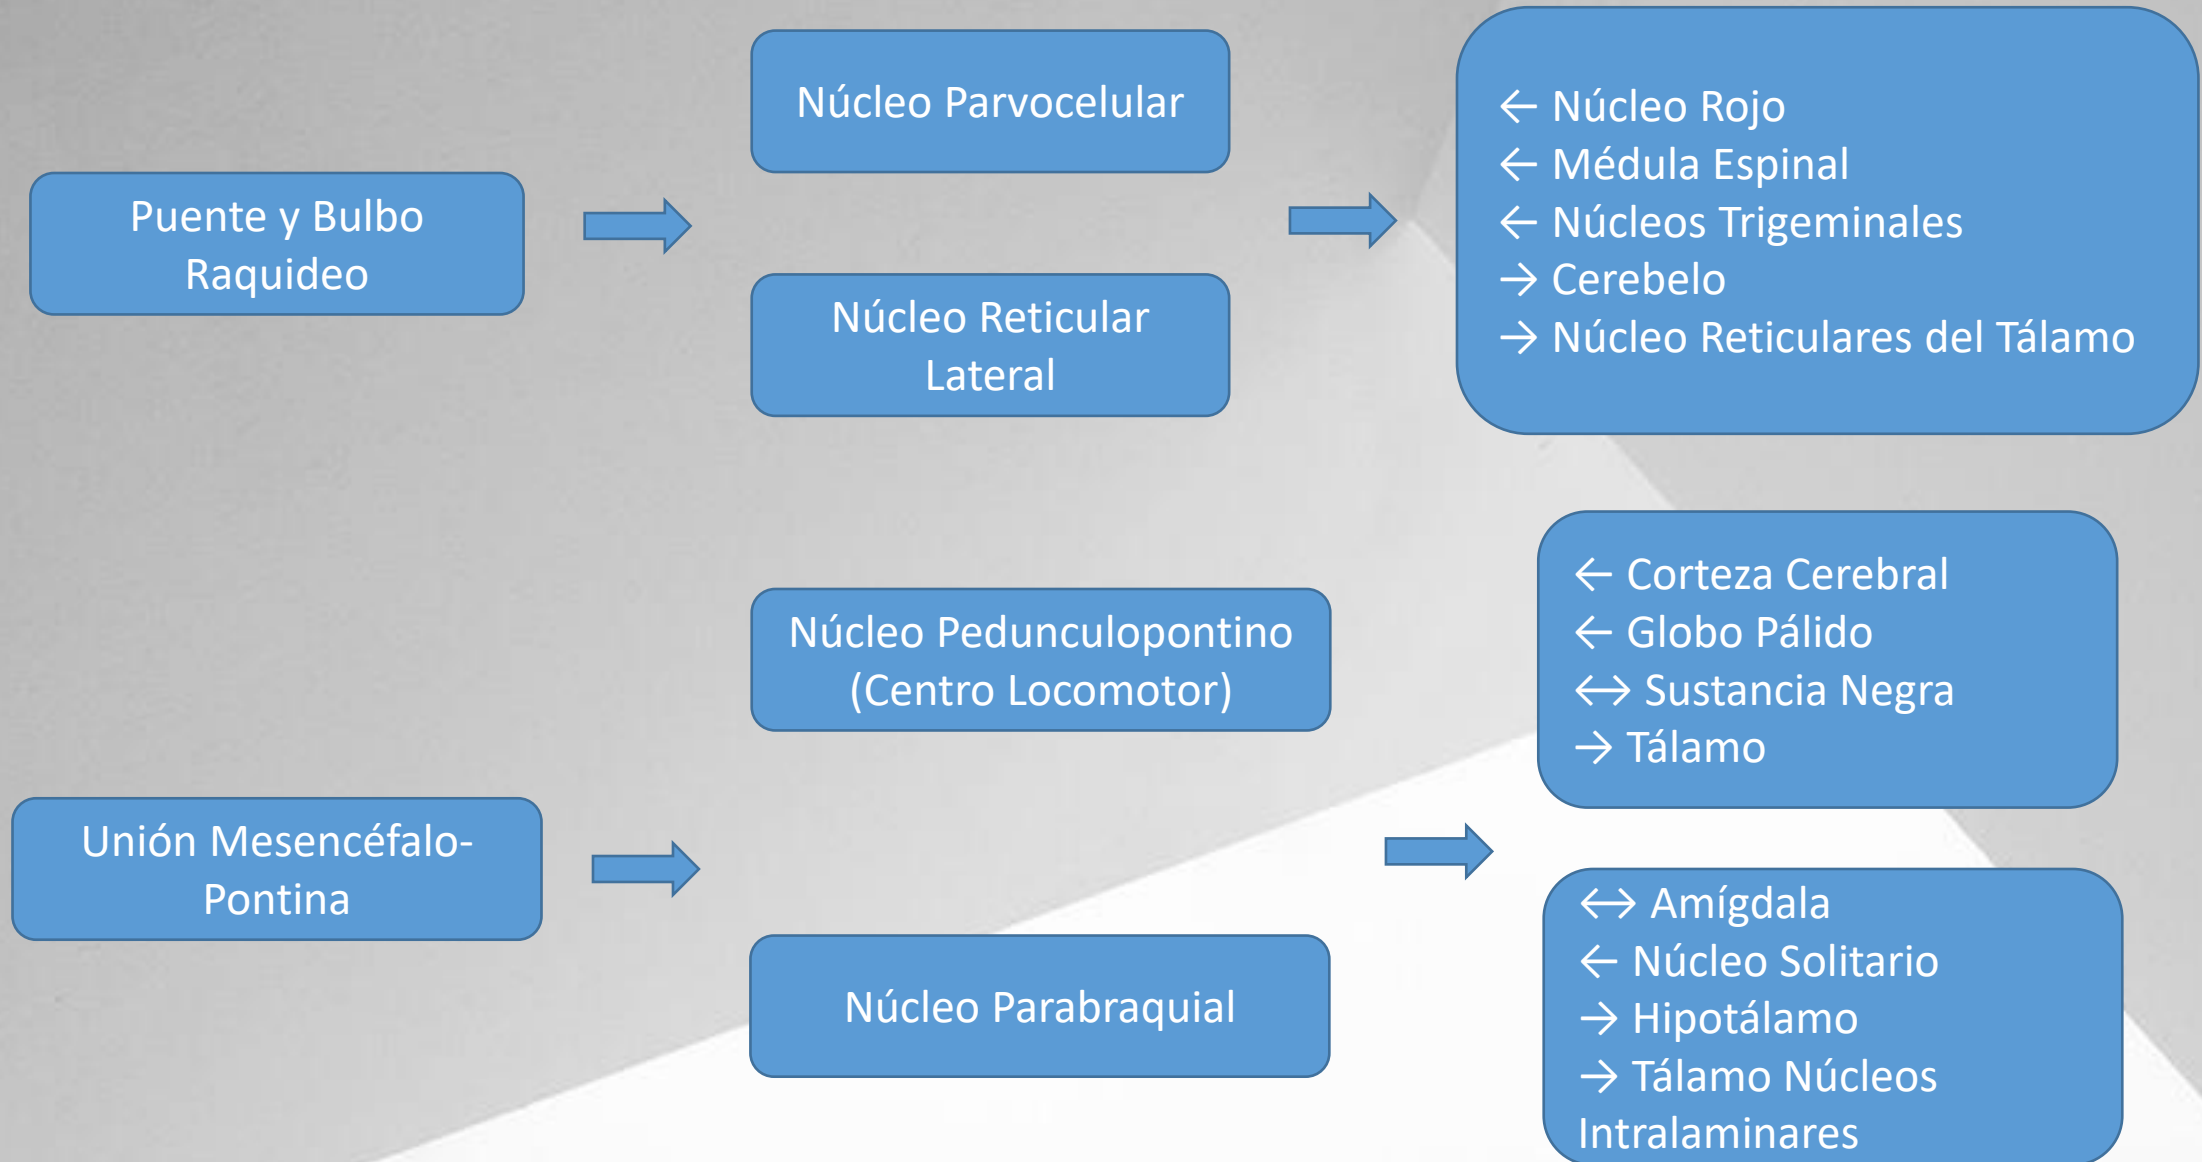 Puente y Bulbo
Raquideo
Núcleo Parvocelular
Núcleo Reticular
Lateral
← Núcleo Rojo
← Médula Espinal
← Núcleos Trigeminales
→ Cerebelo
→ Núcleo Reticulares del Tálamo
Unión Mesencéfalo-
Pontina
Núcleo Pedunculopontino
(Centro Locomotor)
Núcleo Parabraquial
← Corteza Cerebral
← Globo Pálido
↔ Sustancia Negra
→ Tálamo
↔ Amígdala
← Núcleo Solitario
→ Hipotálamo
→ Tálamo Núcleos
Intralaminares